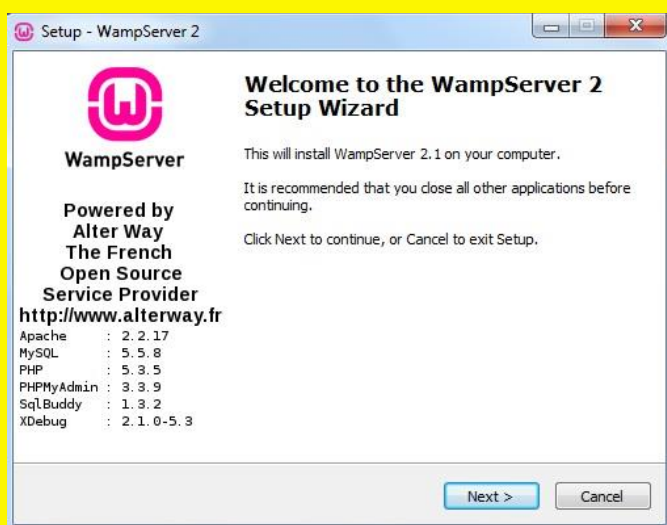 Setup - WampServer 2
WampServer
Powered by
Alter Way
The French
Open Source
Service Provider
http://www.alterway.fr
Apache : 2.2.17
MySQL : 5.5.8
PHP : 5.3.5
PHPMyAdmin : 3.3.9
SqlBuddy : 1.3.2
XDebug : 2.1.0-5.3
Welcome to the WampServer 2
Setup Wizard
This will install WampServer 2.1 on your computer.
It is recommended that you close all other applications before
continuing.
Click Next to continue, or Cancel to exit Setup.
Next >
Cancel